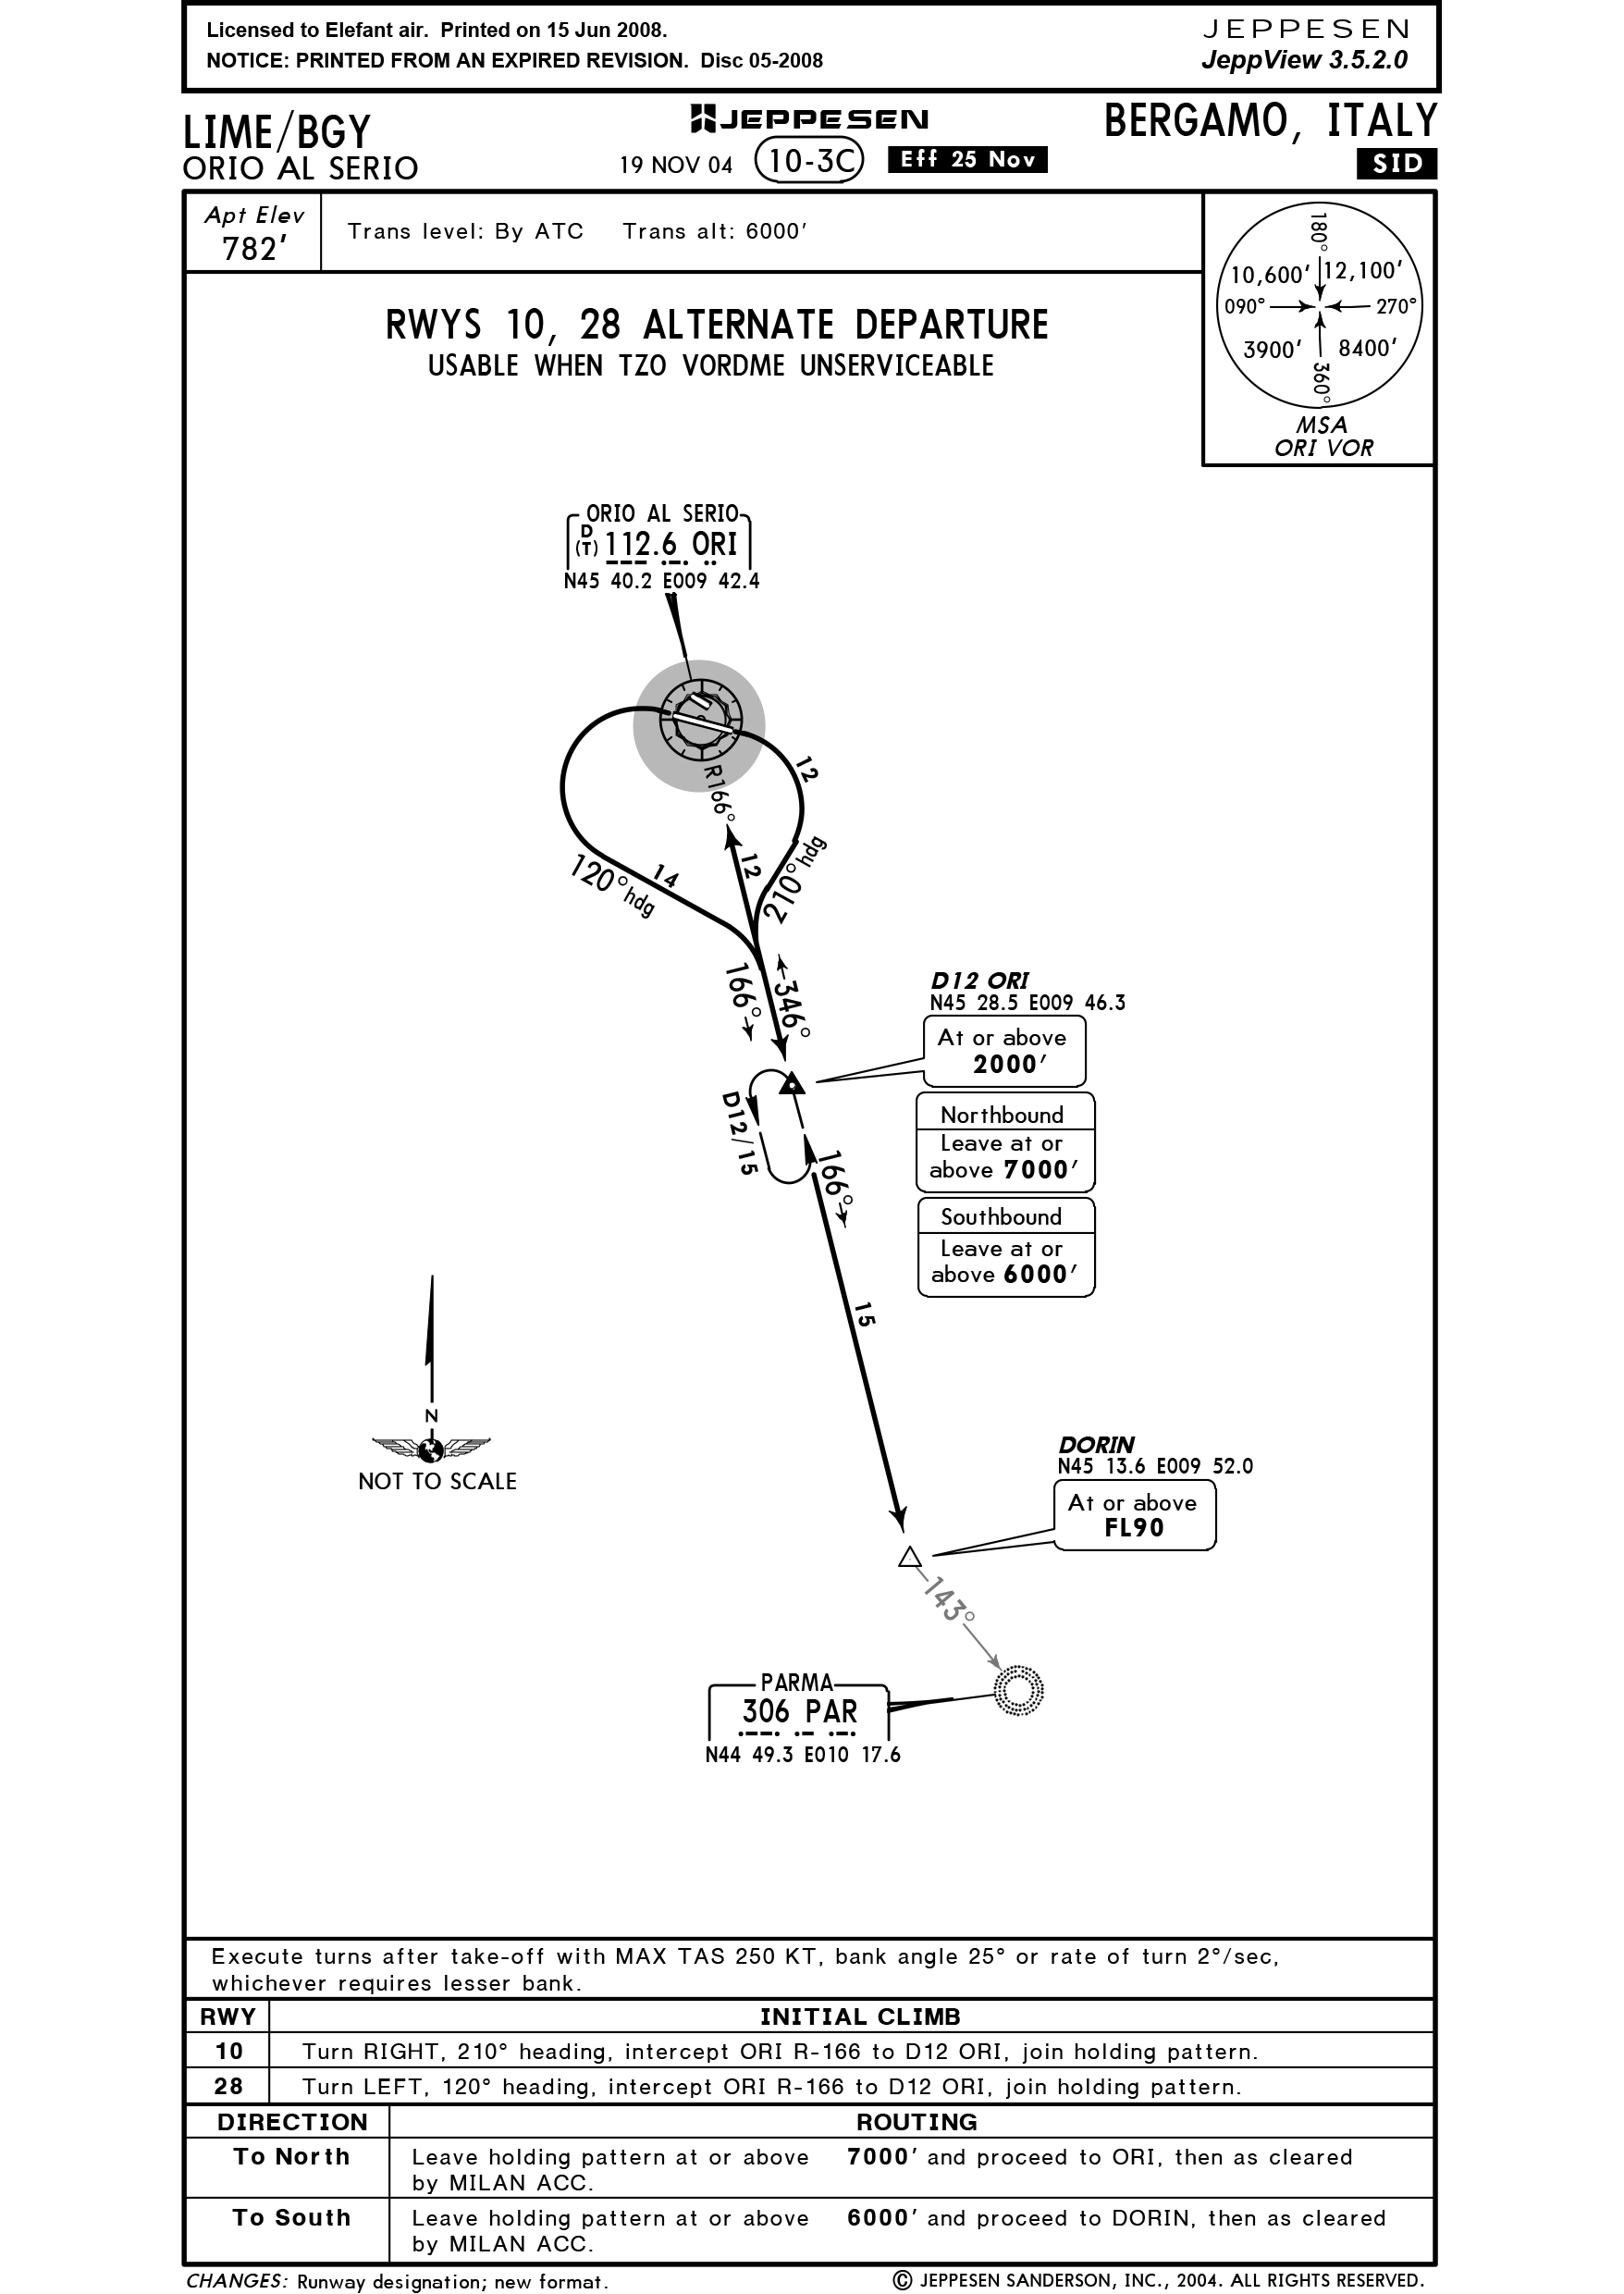 Licensed to Elefant air. Printed on 15 Jun 2008.
NOTICE: PRINTED FROM AN EXPIRED REVISION. Disc 05-2008
JEPPESEN
JeppView 3.5.2.0
LIME/BGY
ORIO AL SERIO
JEPPESEN
19 NOV 04 10-3C Eff 25 Nov
BERGAMO, ITALY
SID
Apt Elev
782'
Trans level: By ATC Trans alt: 6000'
180°
10,600' 12,100'
090° 270°
3900' 8400'
360°
MSA
ORI VOR
RWYS 10, 28 ALTERNATE DEPARTURE
USABLE WHEN TZO VORDME UNSERVICEABLE
ORIO AL SERIO
D
(T) 112.6 ORI
N45 40.2 E009 42.4
12
R166°
12
210° hdg
14
120° hdg
166°
346°
D12 ORI
N45 28.5 E009 46.3
At or above
2000'
Northbound
Leave at or
above 7000'
Southbound
Leave at or
above 6000'
D12/15
166°
15
N
NOT TO SCALE
DORIN
N45 13.6 E009 52.0
At or above
FL90
143°
PARMA
306 PAR
N44 49.3 E010 17.6
Execute turns after take-off with MAX TAS 250 KT, bank angle 25° or rate of turn 2°/sec,
whichever requires lesser bank.
RWY INITIAL CLIMB
10 Turn RIGHT, 210° heading, intercept ORI R-166 to D12 ORI, join holding pattern.
28 Turn LEFT, 120° heading, intercept ORI R-166 to D12 ORI, join holding pattern.
DIRECTION ROUTING
To North Leave holding pattern at or above 7000' and proceed to ORI, then as cleared
by MILAN ACC.
To South Leave holding pattern at or above 6000' and proceed to DORIN, then as cleared
by MILAN ACC.
CHANGES: Runway designation; new format.
© JEPPESEN SANDERSON, INC., 2004. ALL RIGHTS RESERVED.